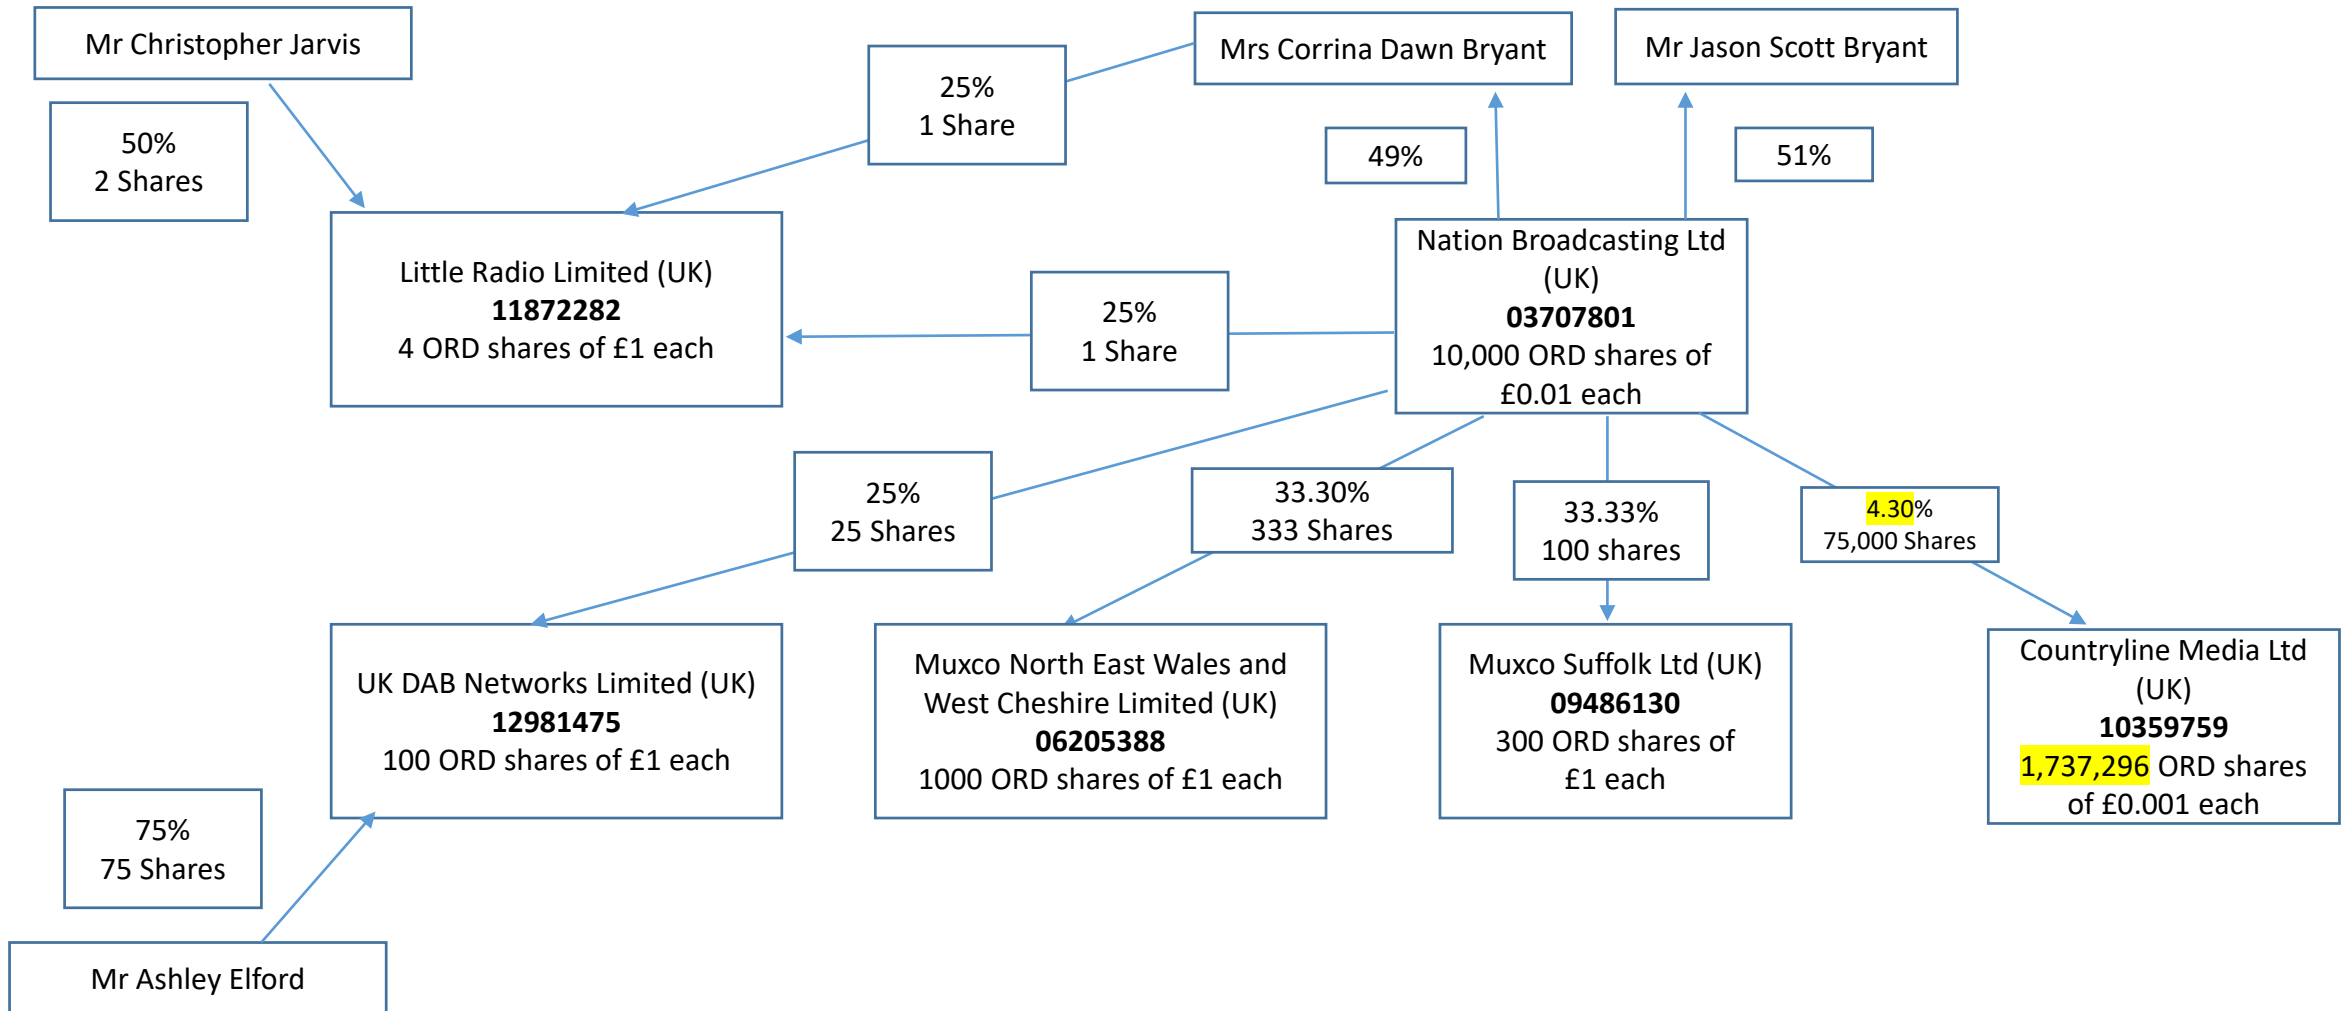 Mr Christopher Jarvis
50%
2 Shares
25%
1 Share
Mrs Corrina Dawn Bryant
Mr Jason Scott Bryant
49%
51%
Little Radio Limited (UK)
11872282
4 ORD shares of £1 each
25%
1 Share
Nation Broadcasting Ltd
(UK)
03707801
10,000 ORD shares of
£0.01 each
25%
25 Shares
33.30%
333 Shares
33.33%
100 shares
4.30%
75,000 Shares
UK DAB Networks Limited (UK)
12981475
100 ORD shares of £1 each
Muxco North East Wales and
West Cheshire Limited (UK)
06205388
1000 ORD shares of £1 each
Muxco Suffolk Ltd (UK)
09486130
300 ORD shares of
£1 each
Countryline Media Ltd
(UK)
10359759
1,737,296 ORD shares
of £0.001 each
75%
75 Shares
Mr Ashley Elford